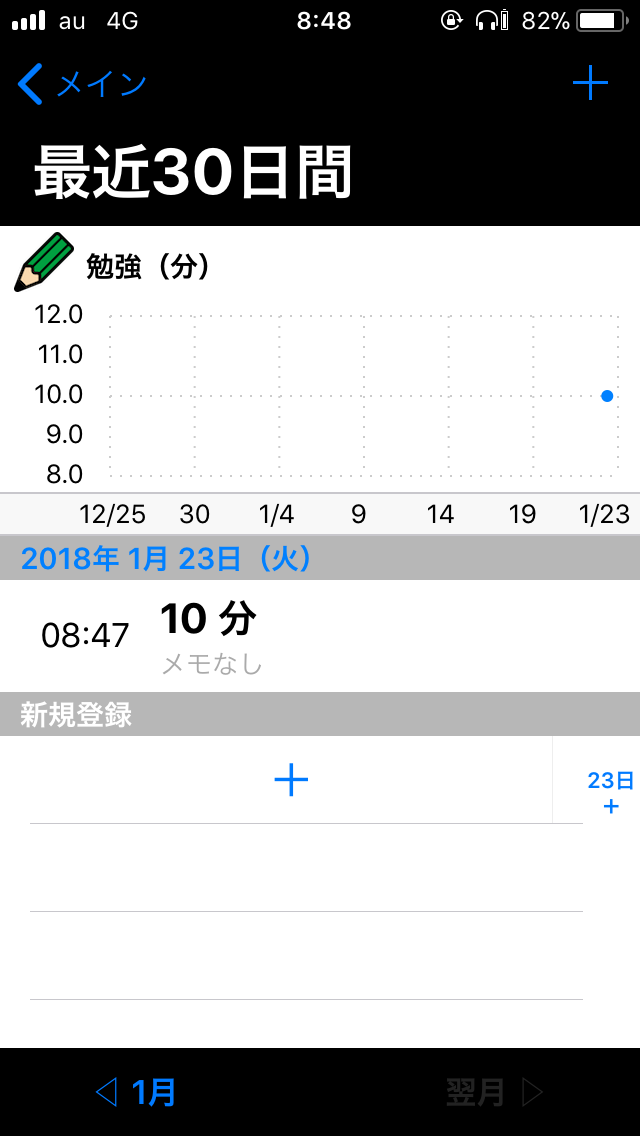 au 4G 8:48 82%
メイン
最近30日間
勉強（分）
12.0
11.0
10.0
9.0
8.0
12/25 30 1/4 9 14 19 1/23
2018年 1月 23日（火）
08:47 10 分
メモなし
新規登録
+ 23日
+
◁ 1月 翌月 ▷